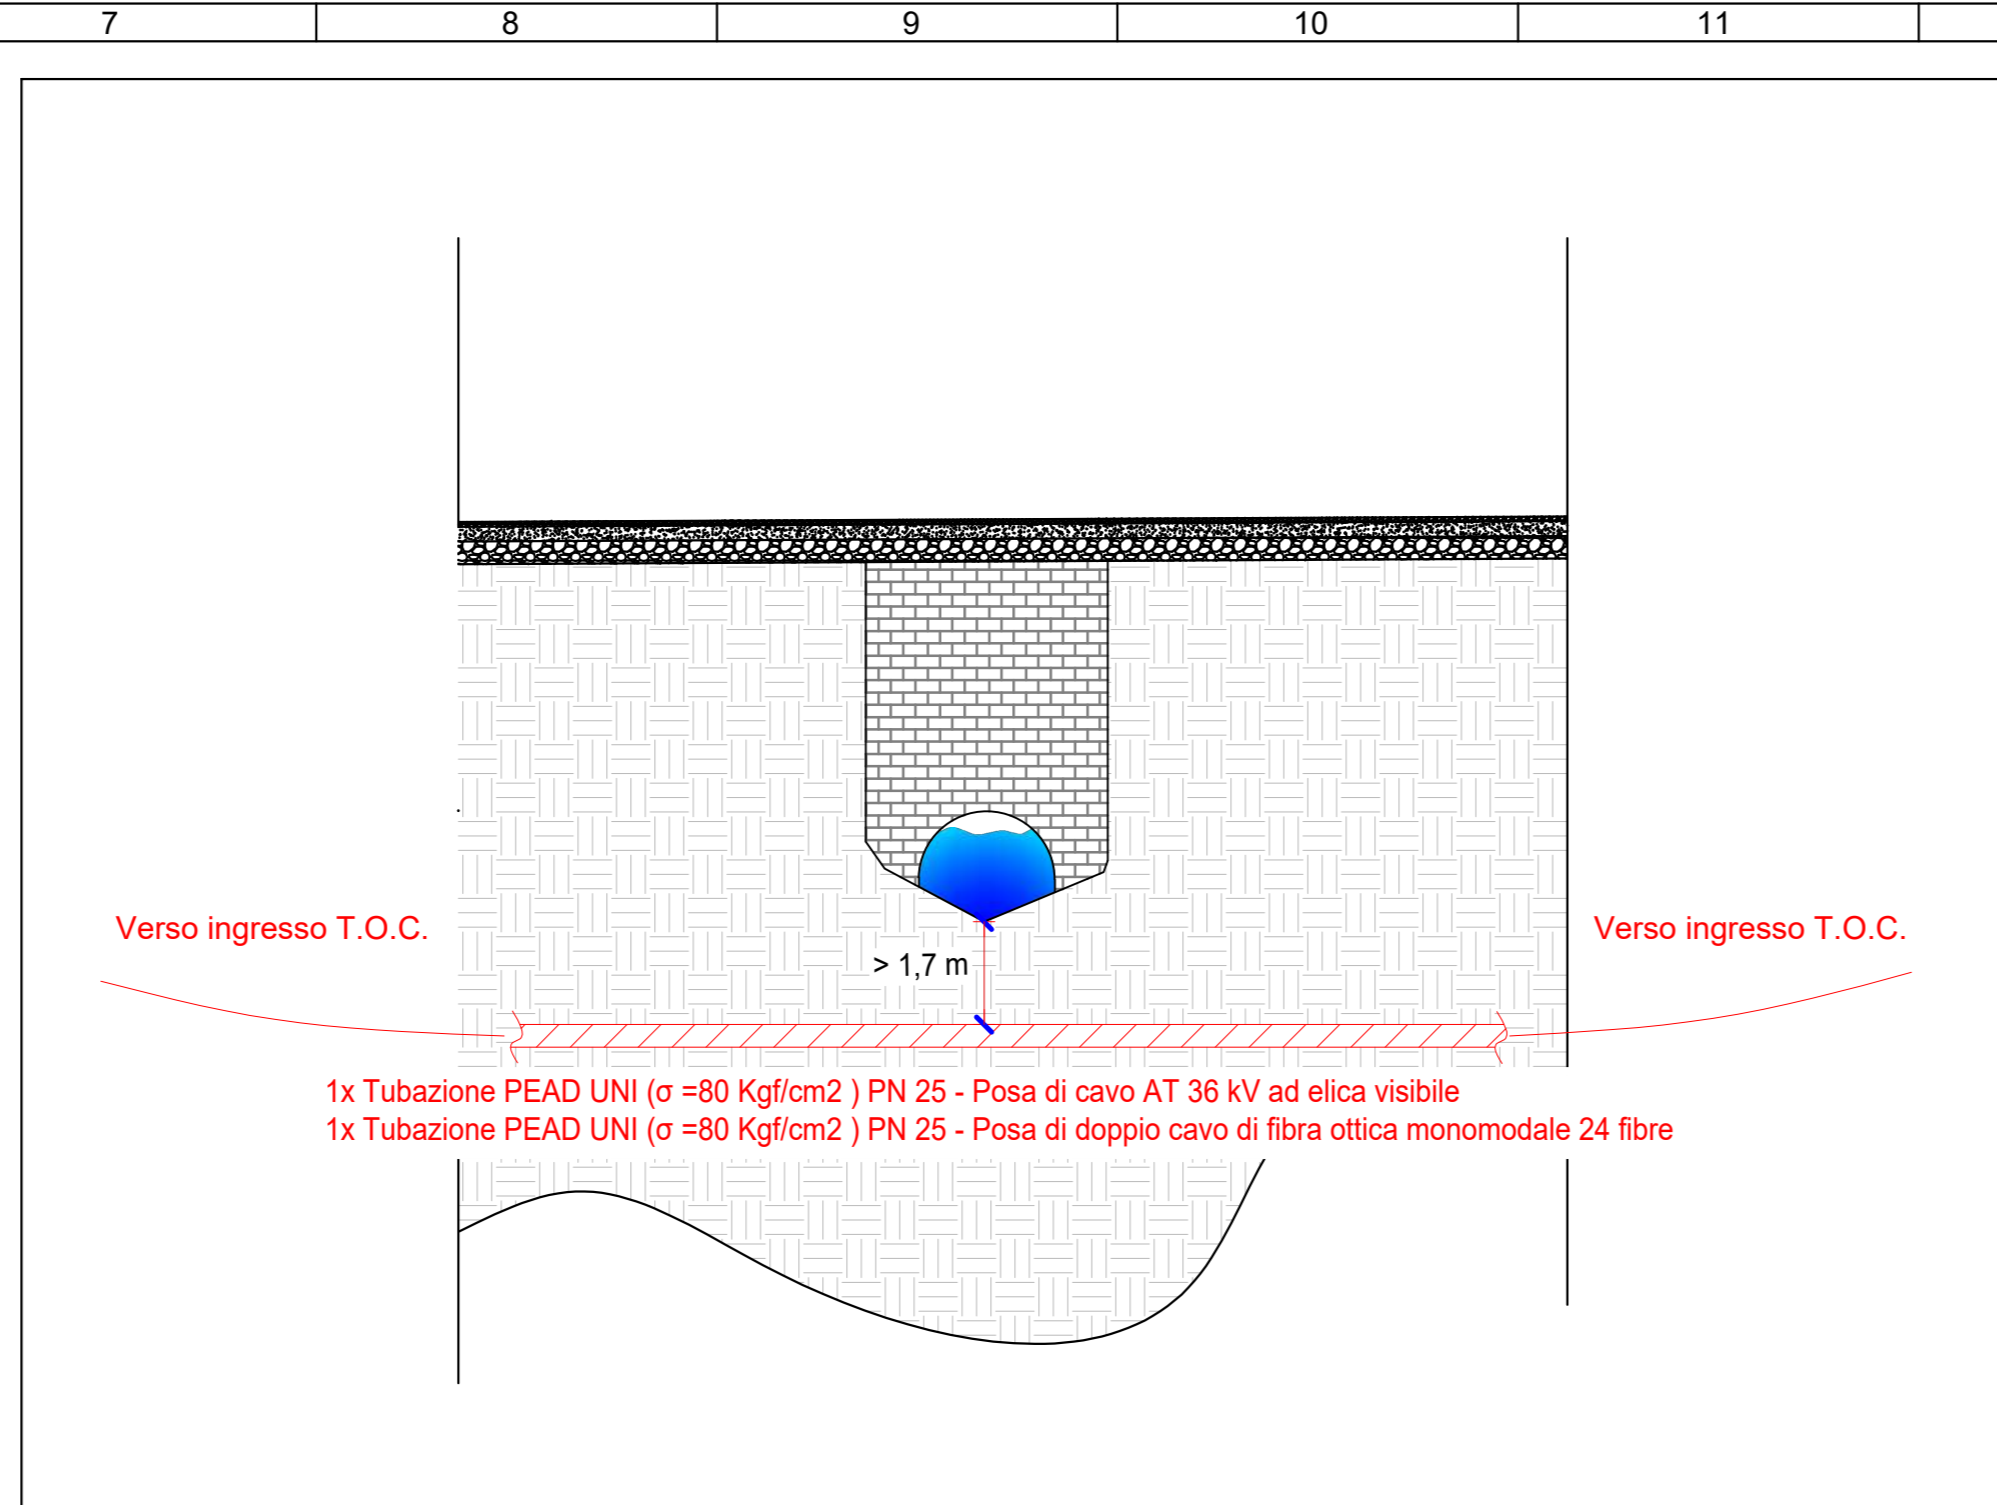 7 8 9 10 11
Verso ingresso T.O.C. Verso ingresso T.O.C.
> 1,7 m
1x Tubazione PEAD UNI (σ =80 Kgf/cm2 ) PN 25 - Posa di cavo AT 36 kV ad elica visibile
1x Tubazione PEAD UNI (σ =80 Kgf/cm2 ) PN 25 - Posa di doppio cavo di fibra ottica monomodale 24 fibre